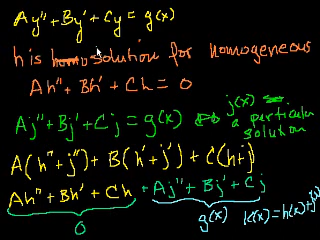 Ay" + By' + Cy = g(x)
h is homo solution for homogeneous
Ah" + Bh' + Ch = 0
Aj" + Bj' + Cj = g(x)
j(x)
a particular
solution
A(h"+j") + B(h'+j') + C(h+j)
Ah" + Bh' + Ch + Aj" + Bj' + Cj
0
g(x)
k(x)=h(x)+j(x)